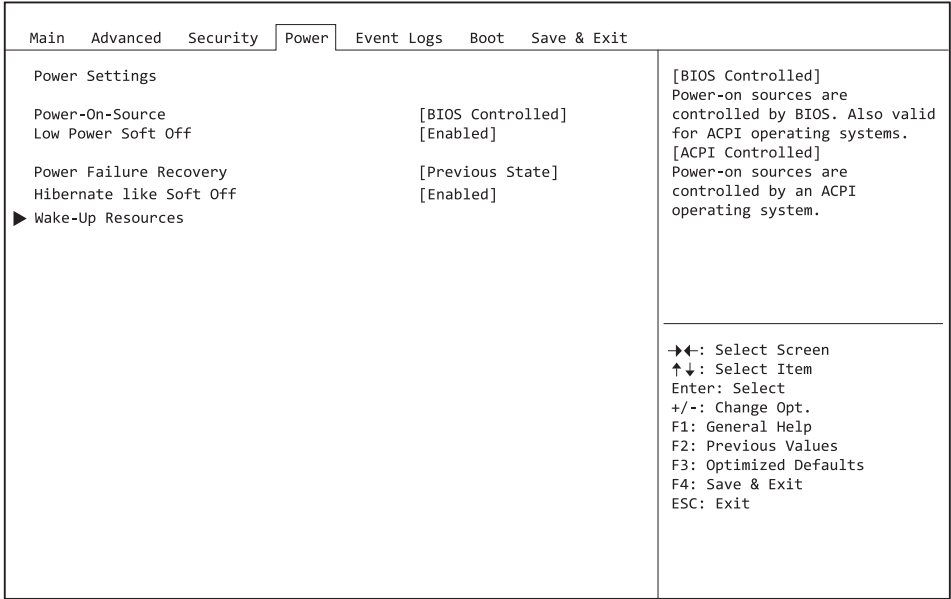 Main Advanced Security Power Event Logs Boot Save & Exit
Power Settings
Power-On-Source [BIOS Controlled]
Low Power Soft Off [Enabled]
Power Failure Recovery [Previous State]
Hibernate like Soft Off [Enabled]
▶ Wake-Up Resources
[BIOS Controlled]
Power-on sources are
controlled by BIOS. Also valid
for ACPI operating systems.
[ACPI Controlled]
Power-on sources are
controlled by an ACPI
operating system.
→←: Select Screen
↑↓: Select Item
Enter: Select
+/-: Change Opt.
F1: General Help
F2: Previous Values
F3: Optimized Defaults
F4: Save & Exit
ESC: Exit